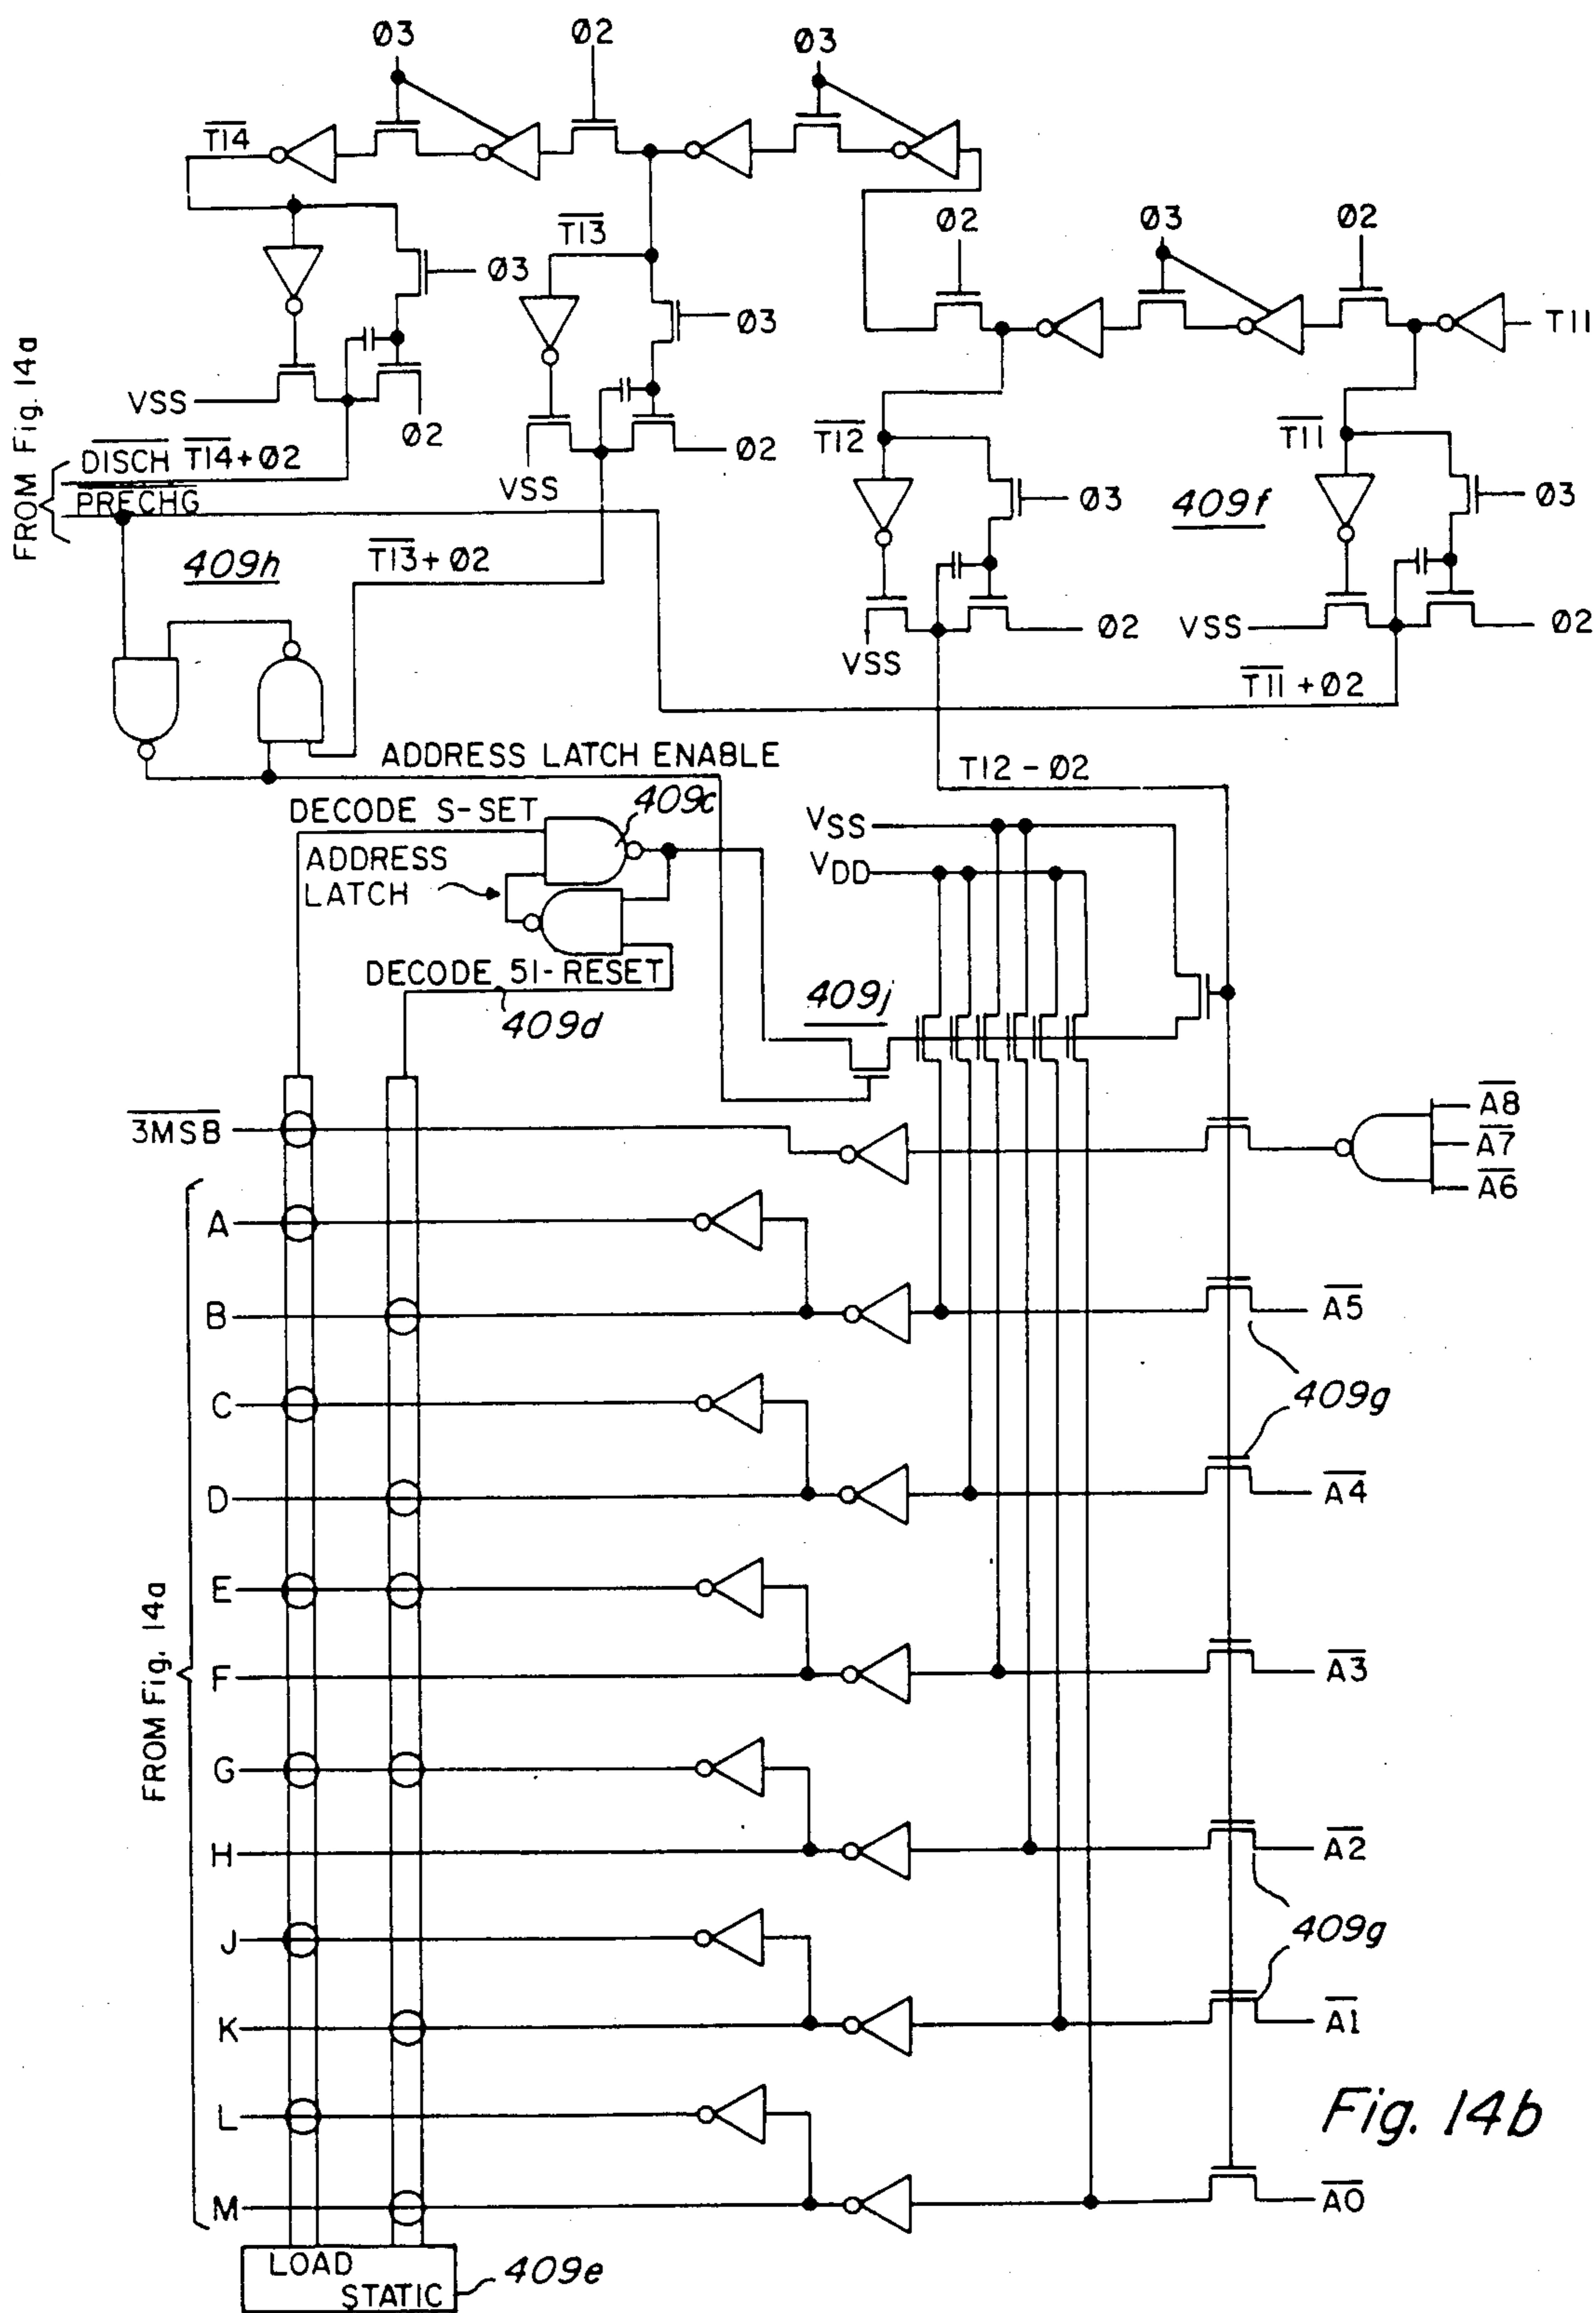 Ø3
Ø2
Ø3
T14
Ø2
Ø3
Ø2
T13
Ø3
Ø3
T11
FROM Fig. 14a
VSS
Ø2
T12
T11
DISCH T14+Ø2
VSS
Ø2
Ø3
409f
Ø3
PRECHG
409h
T13+Ø2
VSS
Ø2
VSS
Ø2
T11+Ø2
ADDRESS LATCH ENABLE
T12-Ø2
DECODE S-SET
409c
VSS
ADDRESS
LATCH
VDD
DECODE 51-RESET
409d
409j
3MSB
A8
A7
A6
A
B
A5
C
409g
D
A4
E
FROM Fig. 14a
F
A3
G
H
A2
J
409g
K
A1
L
Fig. 14b
M
A0
LOAD
STATIC
409e